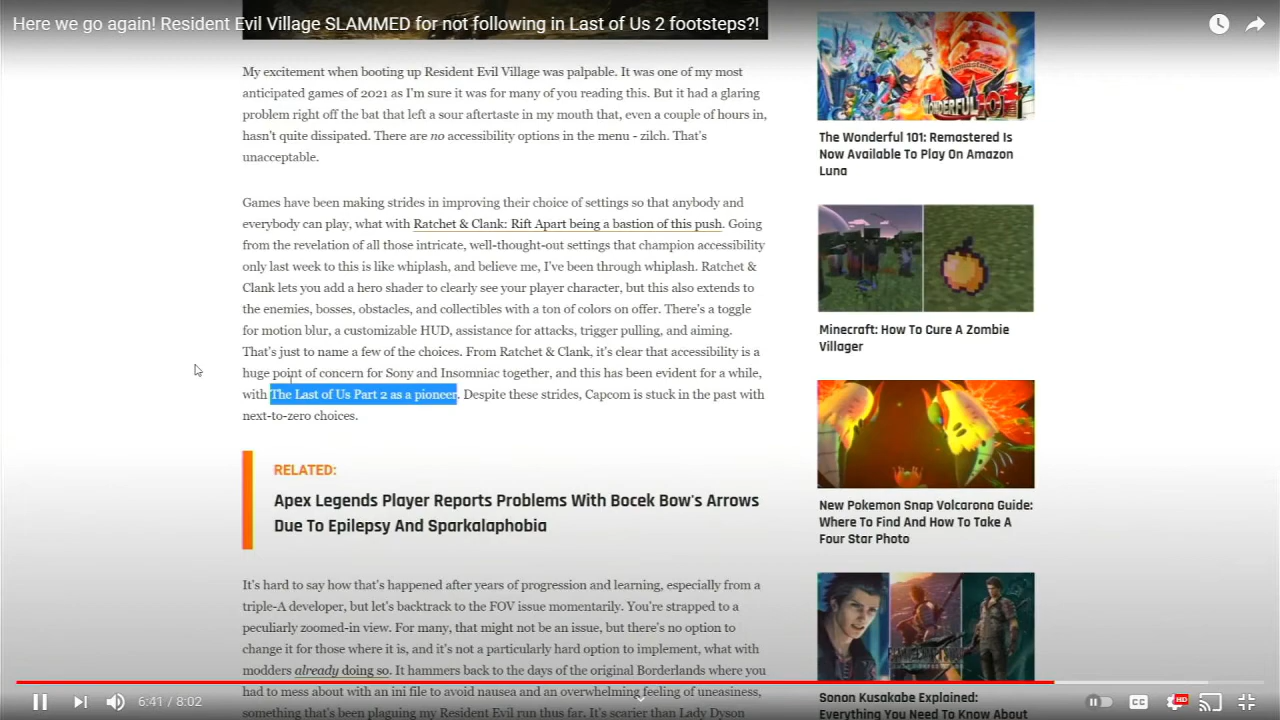 Here we go again! Resident Evil Village SLAMMED for not following in Last of Us 2 footsteps?!
My excitement when booting up Resident Evil Village was palpable. It was one of my most
anticipated games of 2021 as I'm sure it was for many of you reading this. But it had a glaring
problem right off the bat that left a sour aftertaste in my mouth that, even a couple of hours in,
hasn't quite dissipated. There are no accessibility options in the menu - zilch. That's
unacceptable.
Games have been making strides in improving their choice of settings so that anybody and
everybody can play, what with Ratchet & Clank: Rift Apart being a bastion of this push. Going
from the revelation of all those intricate, well-thought-out settings that champion accessibility
only last week to this is like whiplash, and believe me, I've been through whiplash. Ratchet &
Clank lets you add a hero shader to clearly see your player character, but this also extends to
the enemies, bosses, obstacles, and collectibles with a ton of colors on offer. There's a toggle
for motion blur, a customizable HUD, assistance for attacks, trigger pulling, and aiming.
That's just to name a few of the choices. From Ratchet & Clank, it's clear that accessibility is a
huge point of concern for Sony and Insomniac together, and this has been evident for a while,
with The Last of Us Part 2 as a pioneer. Despite these strides, Capcom is stuck in the past with
next-to-zero choices.
RELATED:
Apex Legends Player Reports Problems With Bocek Bow's Arrows
Due To Epilepsy And Sparkalaphobia
It's hard to say how that's happened after years of progression and learning, especially from a
triple-A developer, but let's backtrack to the FOV issue momentarily. You're strapped to a
peculiarly zoomed-in view. For many, that might not be an issue, but there's no option to
change it for those where it is, and it's not a particularly hard option to implement, what with
modders already doing so. It hammers back to the days of the original Borderlands where you
had to mess about with an ini file to avoid nausea and an overwhelming feeling of uneasiness,
something that's been plaguing my Resident Evil run thus far. It's scarier than Lady Dyson
WONDERFUL 101
The Wonderful 101: Remastered Is
Now Available To Play On Amazon
Luna
Minecraft: How To Cure A Zombie
Villager
New Pokemon Snap Volcarona Guide:
Where To Find And How To Take A
Four Star Photo
Sonon Kusakabe Explained:
Everything You Need To Know About
6:41 / 8:02
CC
HD